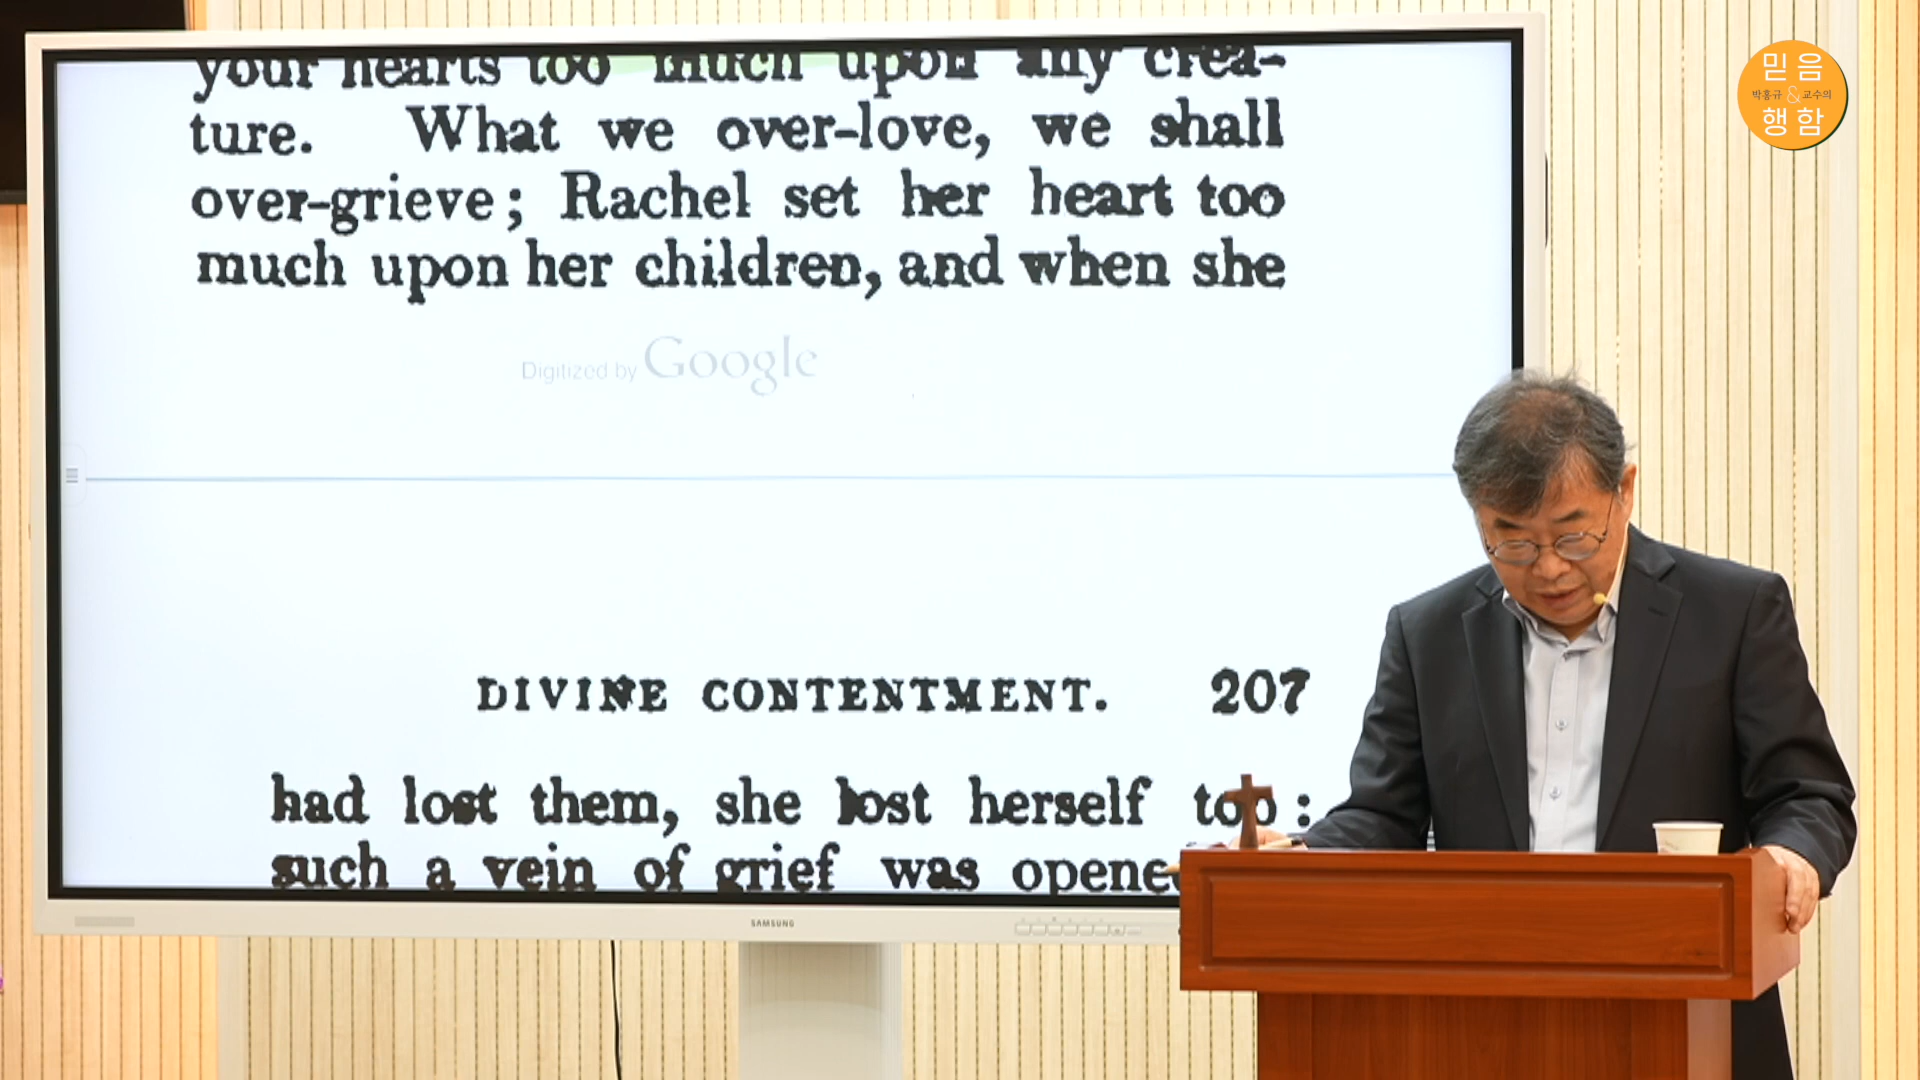 your hearts too much upon any crea-
ture. What we over-love, we shall
over-grieve; Rachel set her heart too
much upon her children, and when she
Digitized by Google
DIVINE CONTENTMENT. 207
had lost them, she lost herself too:
such a vein of grief was opene
SAMSUNG
믿음
박홍규 & 교수의
행함